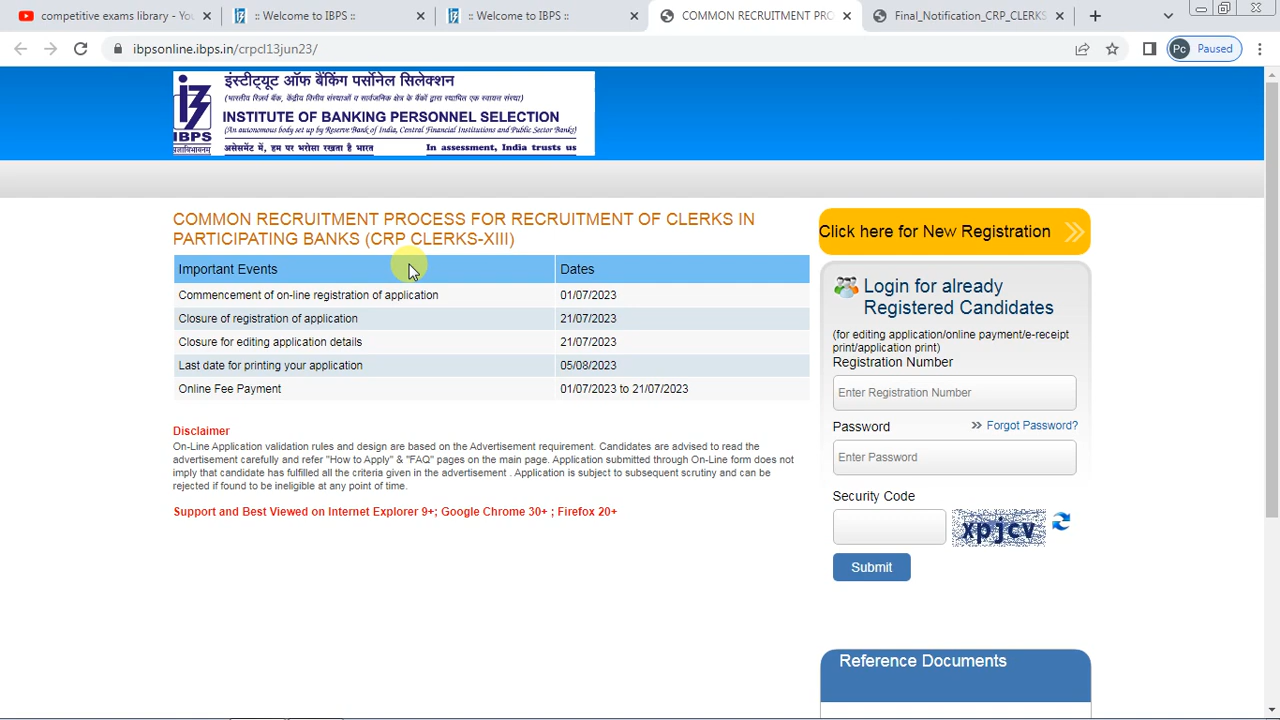 competitive exams library - You
:: Welcome to IBPS ::
:: Welcome to IBPS ::
COMMON RECRUITMENT PRO
Final_Notification_CRP_CLERKS
ibpsonline.ibps.in/crpcl13jun23/
Pc
Paused
इंस्टीट्यूट ऑफ बैंकिंग पर्सोनेल सिलेक्शन
(भारतीय रिज़र्व बैंक, केंद्रीय वित्तीय संस्थाओं व सार्वजनिक क्षेत्र के बैंकों द्वारा स्थापित एक स्वायत्त संस्था)
INSTITUTE OF BANKING PERSONNEL SELECTION
(An autonomous body set up by Reserve Bank of India, Central Financial Institutions and Public Sector Banks)
IBPS
असेसमेंट में, हम पर भरोसा रखता है भारत In assessment, India trusts us
COMMON RECRUITMENT PROCESS FOR RECRUITMENT OF CLERKS IN
PARTICIPATING BANKS (CRP CLERKS-XIII)
Important Events Dates
Commencement of on-line registration of application 01/07/2023
Closure of registration of application 21/07/2023
Closure for editing application details 21/07/2023
Last date for printing your application 05/08/2023
Online Fee Payment 01/07/2023 to 21/07/2023
Disclaimer
On-Line Application validation rules and design are based on the Advertisement requirement. Candidates are advised to read the
advertisement carefully and refer "How to Apply" & "FAQ" pages on the main page. Application submitted through On-Line form does not
imply that candidate has fulfilled all the criteria given in the advertisement . Application is subject to subsequent scrutiny and can be
rejected if found to be ineligible at any point of time.
Support and Best Viewed on Internet Explorer 9+; Google Chrome 30+ ; Firefox 20+
Click here for New Registration
Login for already
Registered Candidates
(for editing application/online payment/e-receipt
print/application print)
Registration Number
Enter Registration Number
Password
Forgot Password?
Enter Password
Security Code
xpjcv
Submit
Reference Documents